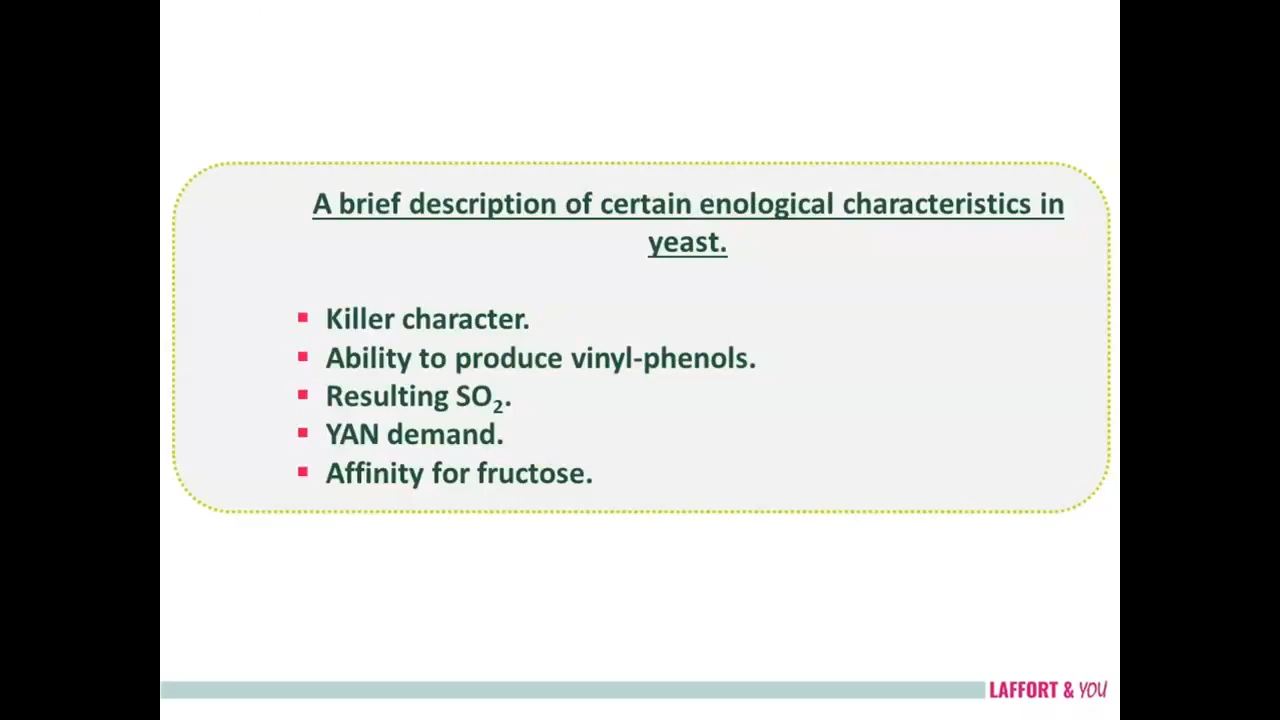 A brief description of certain enological characteristics in
yeast.
▪ Killer character.
▪ Ability to produce vinyl-phenols.
▪ Resulting SO₂.
▪ YAN demand.
▪ Affinity for fructose.
LAFFORT & YOU